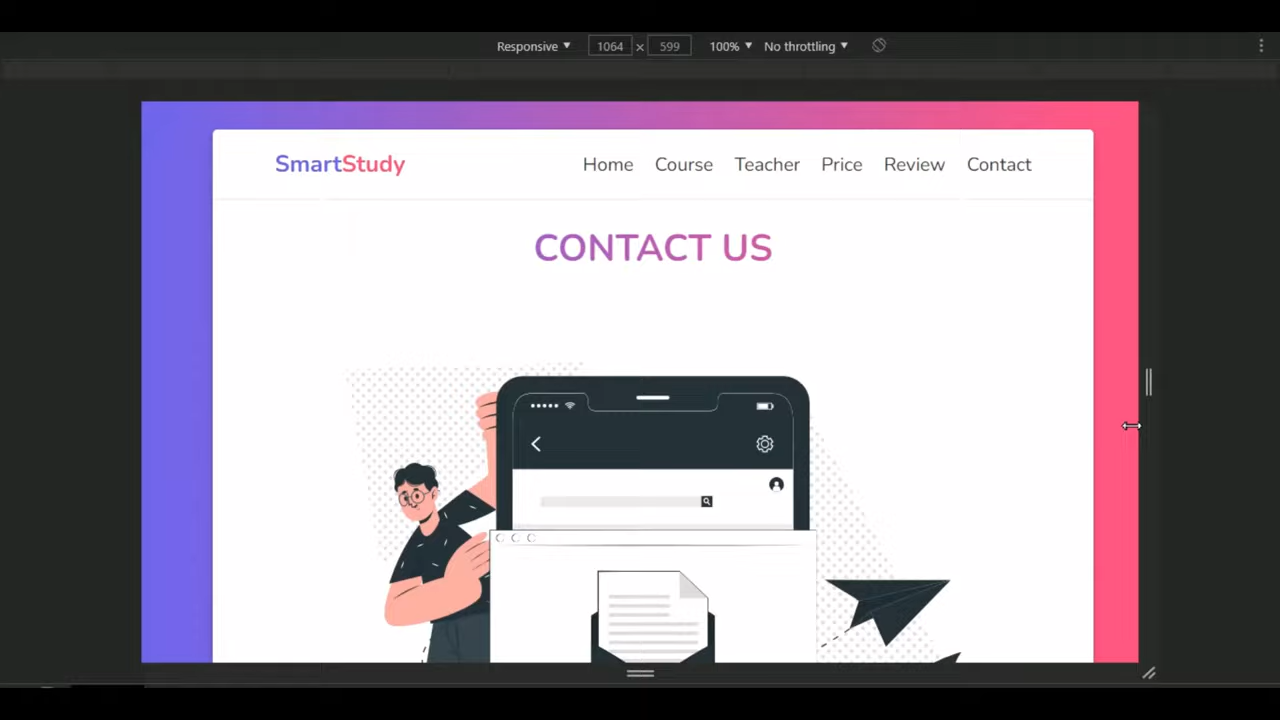 Responsive 1064 × 599 100% No throttling
SmartStudy Home Course Teacher Price Review Contact
CONTACT US